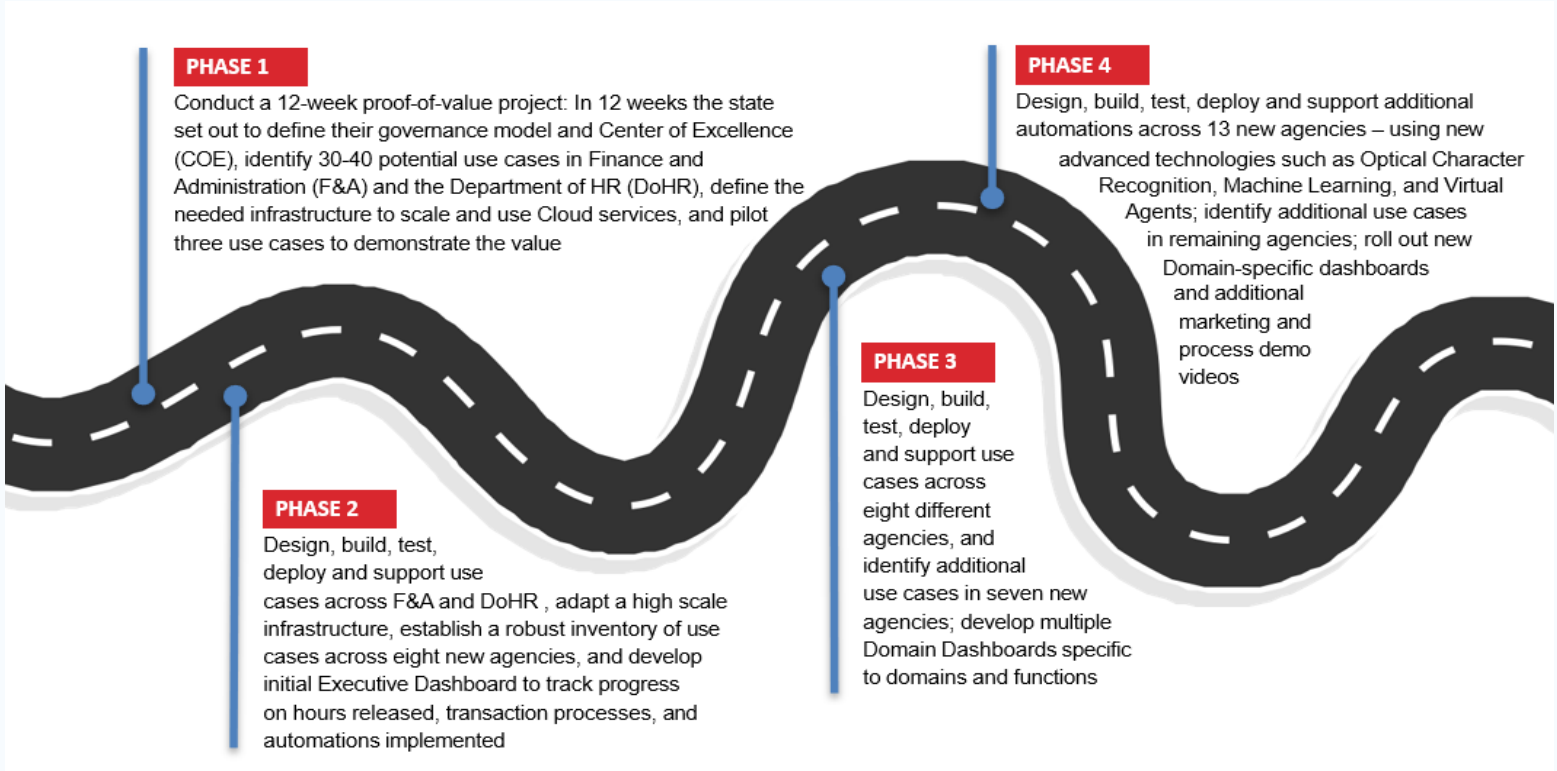 PHASE 1
Conduct a 12-week proof-of-value project: In 12 weeks the state
set out to define their governance model and Center of Excellence
(COE), identify 30-40 potential use cases in Finance and
Administration (F&A) and the Department of HR (DoHR), define the
needed infrastructure to scale and use Cloud services, and pilot
three use cases to demonstrate the value
PHASE 2
Design, build, test,
deploy and support use
cases across F&A and DoHR , adapt a high scale
infrastructure, establish a robust inventory of use
cases across eight new agencies, and develop
initial Executive Dashboard to track progress
on hours released, transaction processes, and
automations implemented
PHASE 3
Design, build,
test, deploy
and support use
cases across
eight different
agencies, and
identify additional
use cases in seven new
agencies; develop multiple
Domain Dashboards specific
to domains and functions
PHASE 4
Design, build, test, deploy and support additional
automations across 13 new agencies – using new
advanced technologies such as Optical Character
Recognition, Machine Learning, and Virtual
Agents; identify additional use cases
in remaining agencies; roll out new
Domain-specific dashboards
and additional
marketing and
process demo
videos